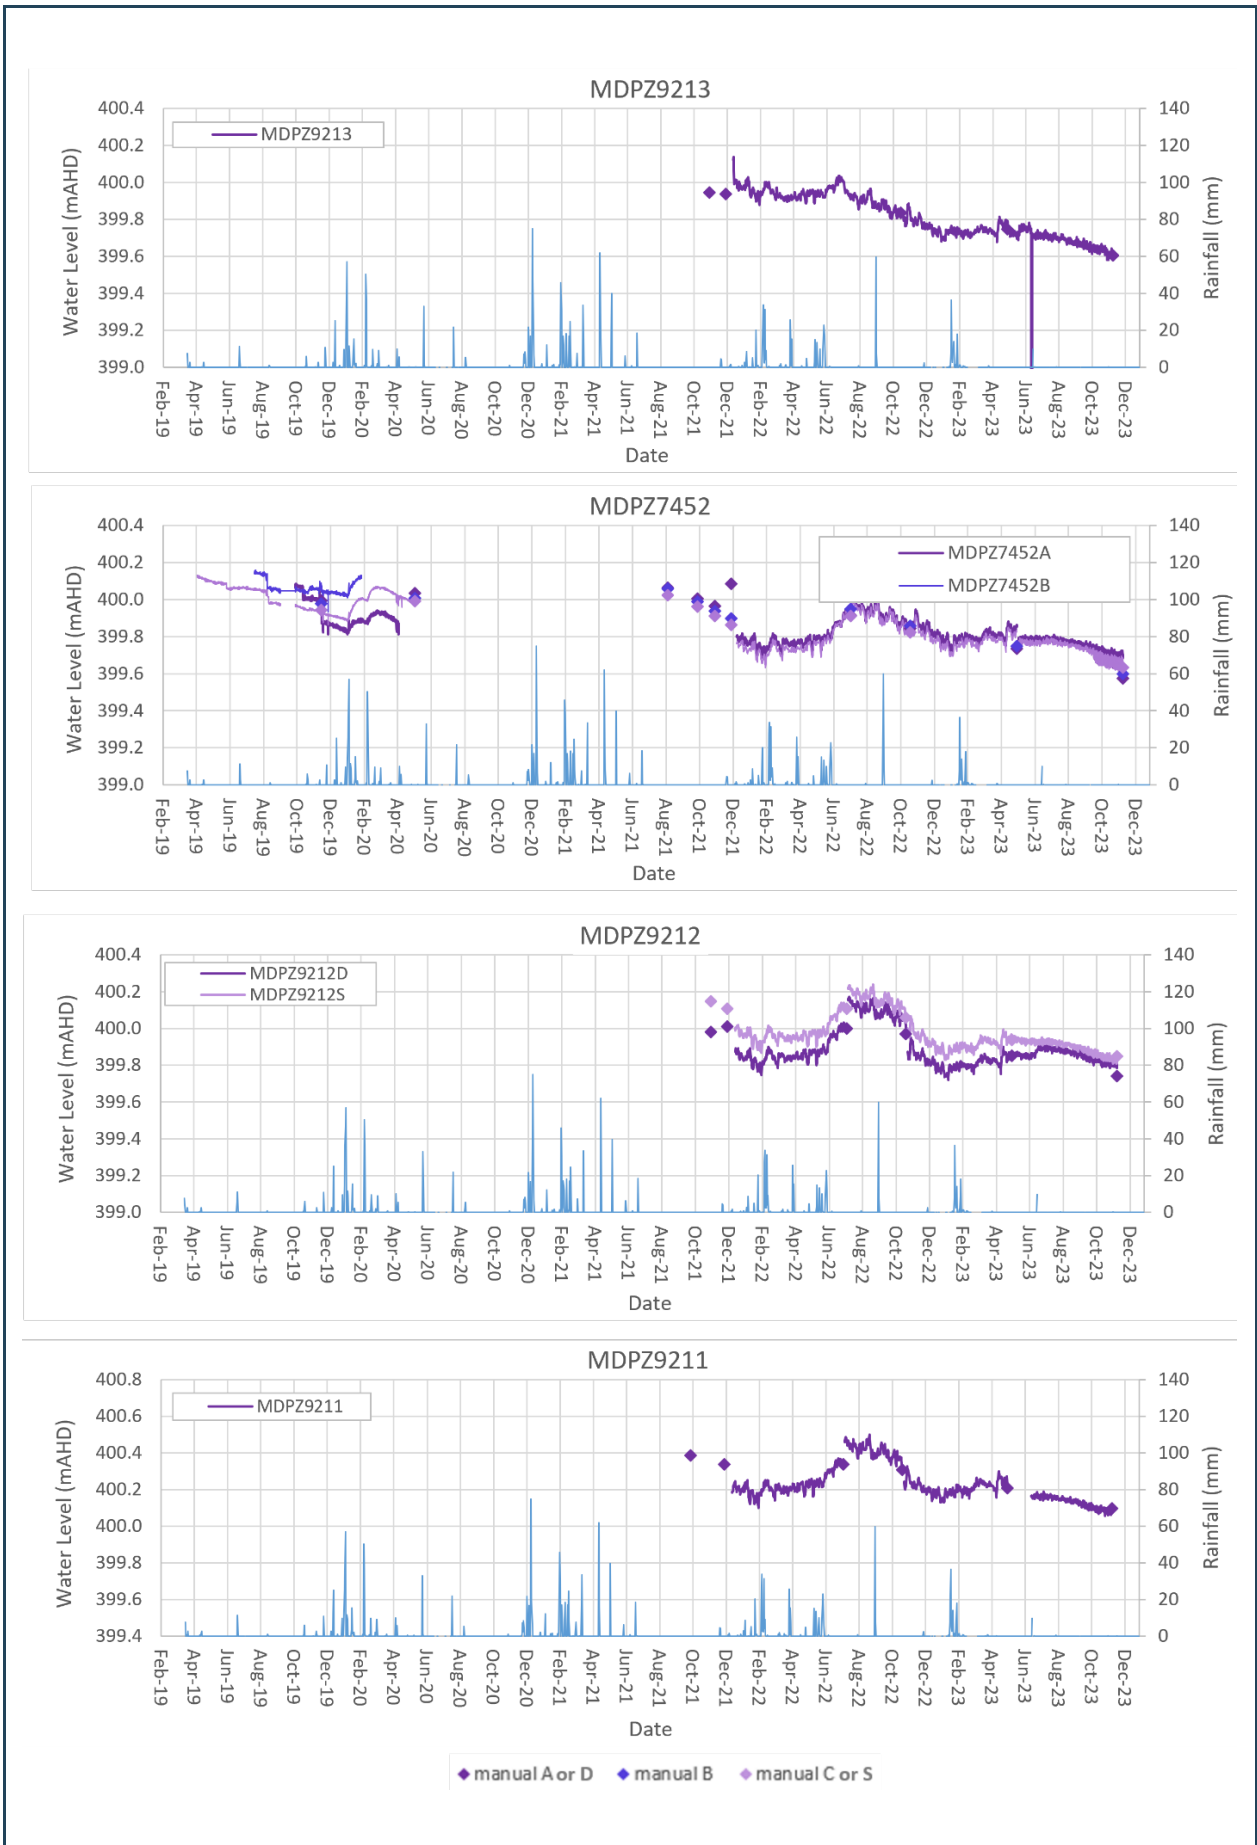 MDPZ9213
400.4
400.2
400.0
399.8
399.6
399.4
399.2
399.0
Water Level (mAHD)
MDPZ9213
140
120
100
80
60
40
20
0
Rainfall (mm)
Feb-19
Apr-19
Jun-19
Aug-19
Oct-19
Dec-19
Feb-20
Apr-20
Jun-20
Aug-20
Oct-20
Dec-20
Feb-21
Apr-21
Jun-21
Aug-21
Oct-21
Dec-21
Feb-22
Apr-22
Jun-22
Aug-22
Oct-22
Dec-22
Feb-23
Apr-23
Jun-23
Aug-23
Oct-23
Dec-23
Date
MDPZ7452
400.4
400.2
400.0
399.8
399.6
399.4
399.2
399.0
Water Level (mAHD)
MDPZ7452A
MDPZ7452B
140
120
100
80
60
40
20
0
Rainfall (mm)
Feb-19
Apr-19
Jun-19
Aug-19
Oct-19
Dec-19
Feb-20
Apr-20
Jun-20
Aug-20
Oct-20
Dec-20
Feb-21
Apr-21
Jun-21
Aug-21
Oct-21
Dec-21
Feb-22
Apr-22
Jun-22
Aug-22
Oct-22
Dec-22
Feb-23
Apr-23
Jun-23
Aug-23
Oct-23
Dec-23
Date
MDPZ9212
400.4
400.2
400.0
399.8
399.6
399.4
399.2
399.0
Water Level (mAHD)
MDPZ9212D
MDPZ9212S
140
120
100
80
60
40
20
0
Rainfall (mm)
Feb-19
Apr-19
Jun-19
Aug-19
Oct-19
Dec-19
Feb-20
Apr-20
Jun-20
Aug-20
Oct-20
Dec-20
Feb-21
Apr-21
Jun-21
Aug-21
Oct-21
Dec-21
Feb-22
Apr-22
Jun-22
Aug-22
Oct-22
Dec-22
Feb-23
Apr-23
Jun-23
Aug-23
Oct-23
Dec-23
Date
MDPZ9211
400.8
400.6
400.4
400.2
400.0
399.8
399.6
399.4
Water Level (mAHD)
MDPZ9211
140
120
100
80
60
40
20
0
Rainfall (mm)
Feb-19
Apr-19
Jun-19
Aug-19
Oct-19
Dec-19
Feb-20
Apr-20
Jun-20
Aug-20
Oct-20
Dec-20
Feb-21
Apr-21
Jun-21
Aug-21
Oct-21
Dec-21
Feb-22
Apr-22
Jun-22
Aug-22
Oct-22
Dec-22
Feb-23
Apr-23
Jun-23
Aug-23
Oct-23
Dec-23
Date
manual A or D manual B manual C or S